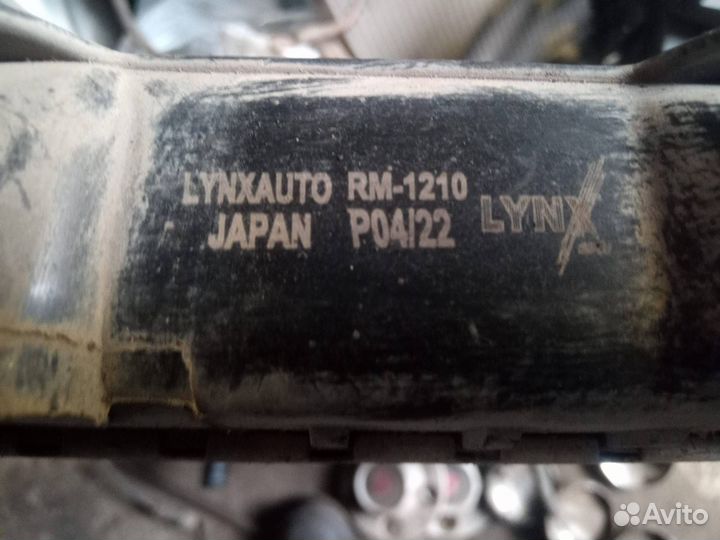 LYNXAUTO RM-1210
JAPAN P04/22
LYNX
Avito